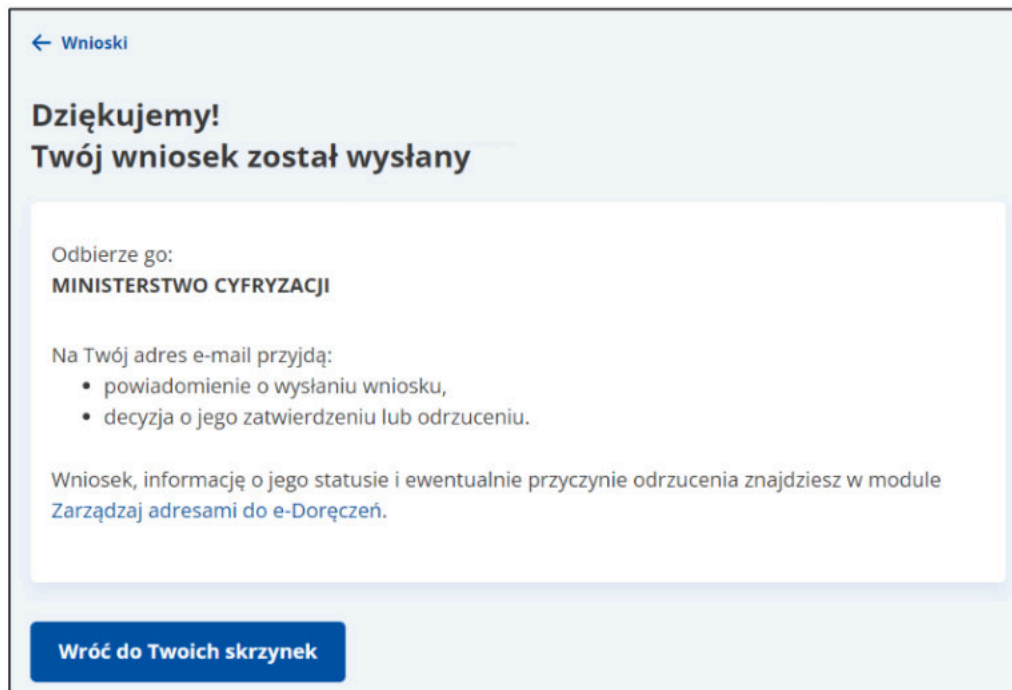 ← Wnioski
Dziękujemy!
Twój wniosek został wysłany
Odbierze go:
MINISTERSTWO CYFRYZACJI
Na Twój adres e-mail przyjdą:
• powiadomienie o wysłaniu wniosku,
• decyzja o jego zatwierdzeniu lub odrzuceniu.
Wniosek, informację o jego statusie i ewentualnie przyczynie odrzucenia znajdziesz w module
Zarządzaj adresami do e-Doręczeń.
Wróć do Twoich skrzynek